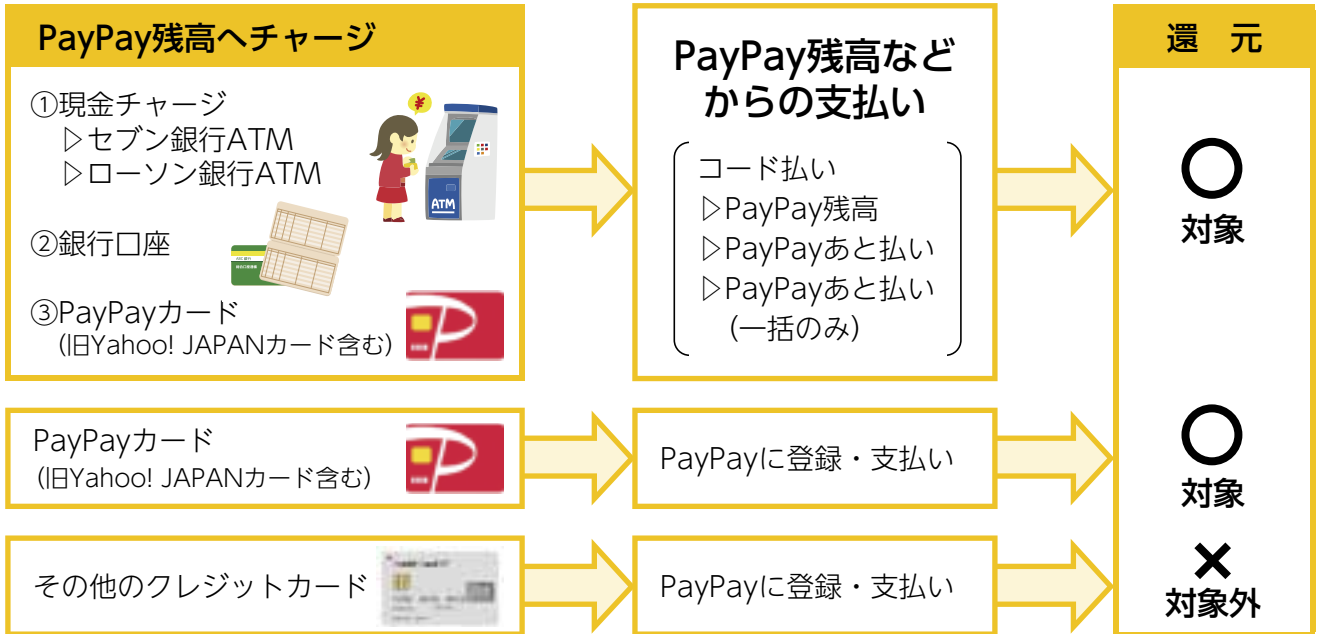 PayPay残高へチャージ
①現金チャージ
▷セブン銀行ATM
▷ローソン銀行ATM
¥
ATM
②銀行口座
③PayPayカード
(旧Yahoo! JAPANカード含む)
PayPay残高など
からの支払い
コード払い
▷PayPay残高
▷PayPayあと払い
▷PayPayあと払い
(一括のみ)
還 元
対象
PayPayカード
(旧Yahoo! JAPANカード含む)
PayPayに登録・支払い
対象
その他のクレジットカード
PayPayに登録・支払い
対象外